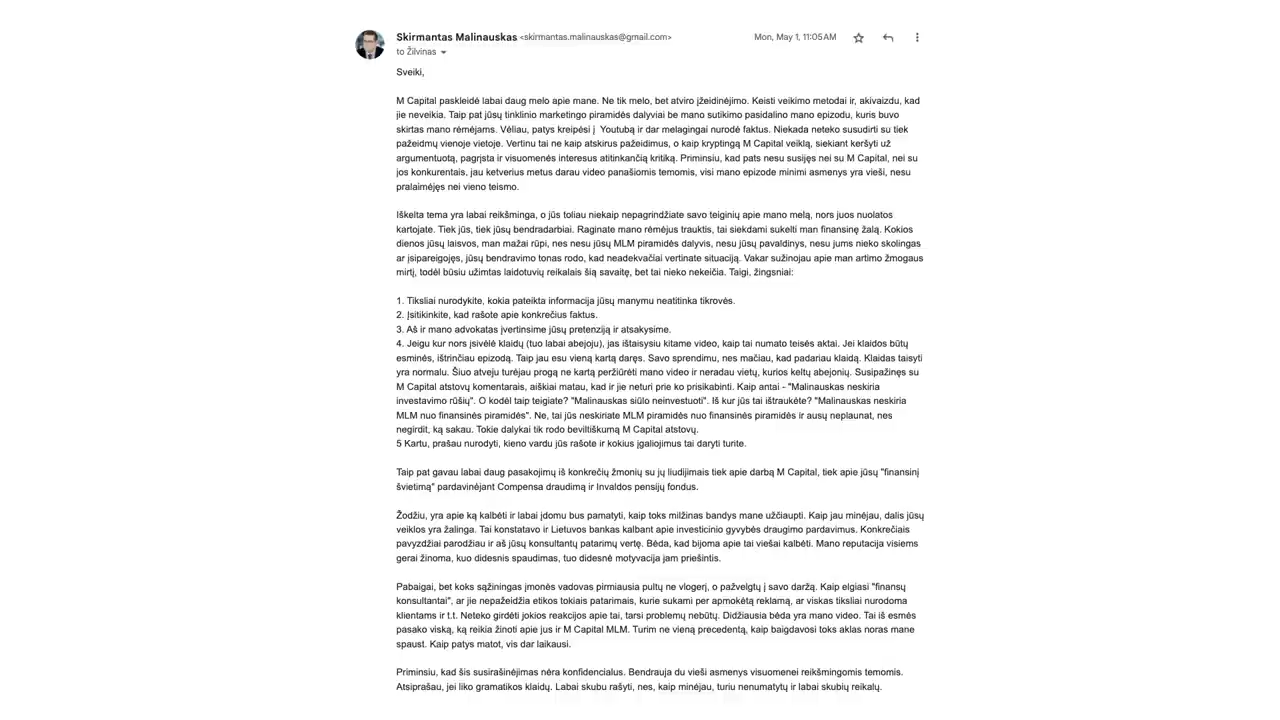 Skirmantas Malinauskas <skirmantas.malinauskas@gmail.com>
Mon, May 1, 11:05 AM
to Žilvinas
Sveiki,
M Capital paskleidė labai daug melo apie mane. Ne tik melo, bet atviro įžeidinėjimo. Keisti veikimo metodai ir, akivaizdu, kad
jie neveikia. Taip pat jūsų tinklinio marketingo piramidės dalyviai be mano sutikimo pasidalino mano epizodu, kuris buvo
skirtas mano rėmėjams. Vėliau, patys kreipėsi į Youtubą ir dar melagingai nurodė faktus. Niekada neteko susudirti su tiek
pažeidmų vienoje vietoje. Vertinu tai ne kaip atskirus pažeidimus, o kaip kryptingą M Capital veiklą, siekiant keršyti už
argumentuotą, pagrįsta ir visuomenės interesus atitinkančią kritiką. Priminsiu, kad pats nesu susijęs nei su M Capital, nei su
jos konkurentais, jau ketverius metus darau video panašiomis temomis, visi mano epizode minimi asmenys yra vieši, nesu
pralaimėjęs nei vieno teismo.
Iškelta tema yra labai reikšminga, o jūs toliau niekaip nepagrindžiate savo teiginių apie mano melą, nors juos nuolatos
kartojate. Tiek jūs, tiek jūsų bendradarbiai. Raginate mano rėmėjus trauktis, tai siekdami sukelti man finansinę žalą. Kokios
dienos jūsų laisvos, man mažai rūpi, nes nesu jūsų MLM piramidės dalyvis, nesu jūsų pavaldinys, nesu jums nieko skolingas
ar įsipareigojęs, jūsų bendravimo tonas rodo, kad neadekvačiai vertinate situaciją. Vakar sužinojau apie man artimo žmogaus
mirtį, todėl būsiu užimtas laidotuvių reikalais šią savaitę, bet tai nieko nekeičia. Taigi, žingsniai:
1. Tiksliai nurodykite, kokia pateikta informacija jūsų manymu neatitinka tikrovės.
2. Įsitikinkite, kad rašote apie konkrečius faktus.
3. Aš ir mano advokatas įvertinsime jūsų pretenziją ir atsakysime.
4. Jeigu kur nors įsivėlė klaidų (tuo labai abejoju), jas ištaisysiu kitame video, kaip tai numato teisės aktai. Jei klaidos būtų
esminės, ištrinčiau epizodą. Taip jau esu vieną kartą daręs. Savo sprendimu, nes mačiau, kad padariau klaidą. Klaidas taisyti
yra normalu. Šiuo atveju turėjau progą ne kartą peržiūrėti mano video ir neradau vietų, kurios keltų abejonių. Susipažinęs su
M Capital atstovų komentarais, aiškiai matau, kad ir jie neturi prie ko prisikabinti. Kaip antai - "Malinauskas neskiria
investavimo rūšių". O kodėl taip teigiate? "Malinauskas siūlo neinvestuoti". Iš kur jūs tai ištraukėte? "Malinauskas neskiria
MLM nuo finansinės piramidės". Ne, tai jūs neskiriate MLM piramidės nuo finansinės piramidės ir ausų neplaunat, nes
negirdit, ką sakau. Tokie dalykai tik rodo beviltiškumą M Capital atstovų.
5 Kartu, prašau nurodyti, kieno vardu jūs rašote ir kokius įgaliojimus tai daryti turite.
Taip pat gavau labai daug pasakojimų iš konkrečių žmonių su jų liudijimais tiek apie darbą M Capital, tiek apie jūsų "finansinį
švietimą" pardavinėjant Compensa draudimą ir Invaldos pensijų fondus.
Žodžiu, yra apie ką kalbėti ir labai įdomu bus pamatyti, kaip toks milžinas bandys mane užčiaupti. Kaip jau minėjau, dalis jūsų
veiklos yra žalinga. Tai konstatavo ir Lietuvos bankas kalbant apie investicinio gyvybės draugimo pardavimus. Konkrečiais
pavyzdžiai parodžiau ir aš jūsų konsultantų patarimų vertę. Bėda, kad bijoma apie tai viešai kalbėti. Mano reputacija visiems
gerai žinoma, kuo didesnis spaudimas, tuo didesnė motyvacija jam priešintis.
Pabaigai, bet koks sąžiningas įmonės vadovas pirmiausia pultų ne vlogerį, o pažvelgtų į savo daržą. Kaip elgiasi "finansų
konsultantai", ar jie nepažeidžia etikos tokiais patarimais, kurie sukami per apmokėtą reklamą, ar viskas tiksliai nurodoma
klientams ir t.t. Neteko girdėti jokios reakcijos apie tai, tarsi problemų nebūtų. Didžiausia bėda yra mano video. Tai iš esmės
pasako viską, ką reikia žinoti apie jus ir M Capital MLM. Turim ne vieną precedentą, kaip baigdavosi toks aklas noras mane
spaust. Kaip patys matot, vis dar laikausi.
Priminsiu, kad šis susirašinėjimas nėra konfidencialus. Bendrauja du vieši asmenys visuomenei reikšmingomis temomis.
Atsiprašau, jei liko gramatikos klaidų. Labai skubu rašyti, nes, kaip minėjau, turiu nenumatytų ir labai skubių reikalų.